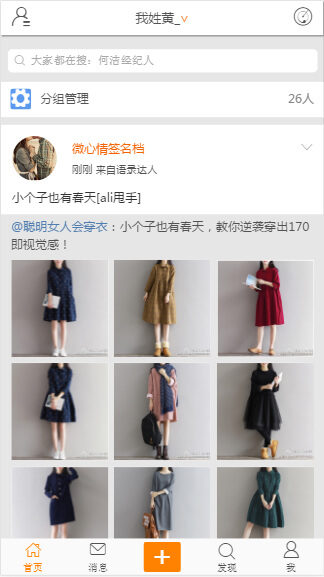 我姓黄_
大家都在搜：何洁经纪人
分组管理 26人
微心情签名档
刚刚 来自语录达人
小个子也有春天[ali甩手]
@聪明女人会穿衣：小个子也有春天，教你逆袭穿出170
即视觉感！
首页 消息 发现 我